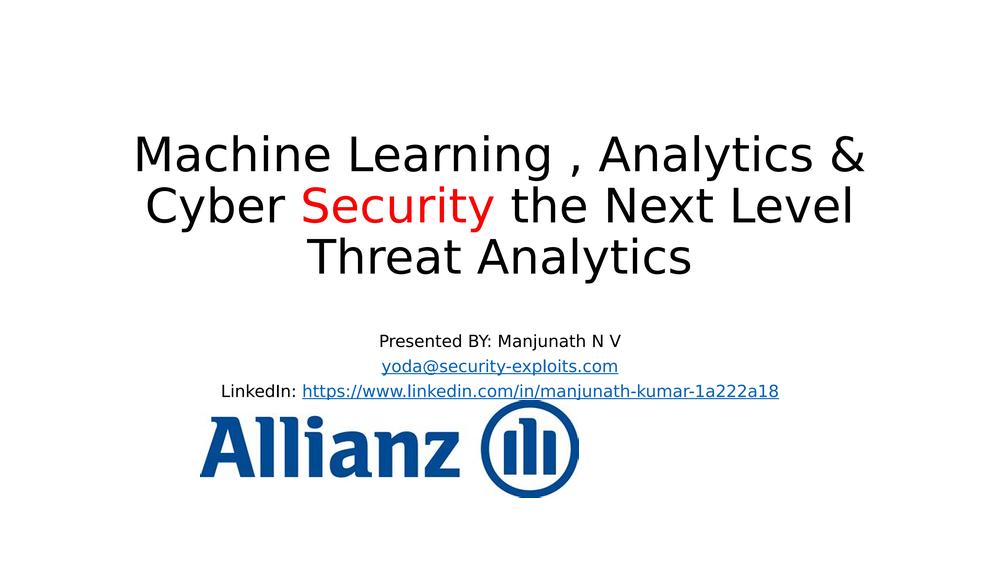 Machine Learning , Analytics &
Cyber Security the Next Level
Threat Analytics
Presented BY: Manjunath N V
yoda@security-exploits.com
LinkedIn: https://www.linkedin.com/in/manjunath-kumar-1a222a18
Allianz